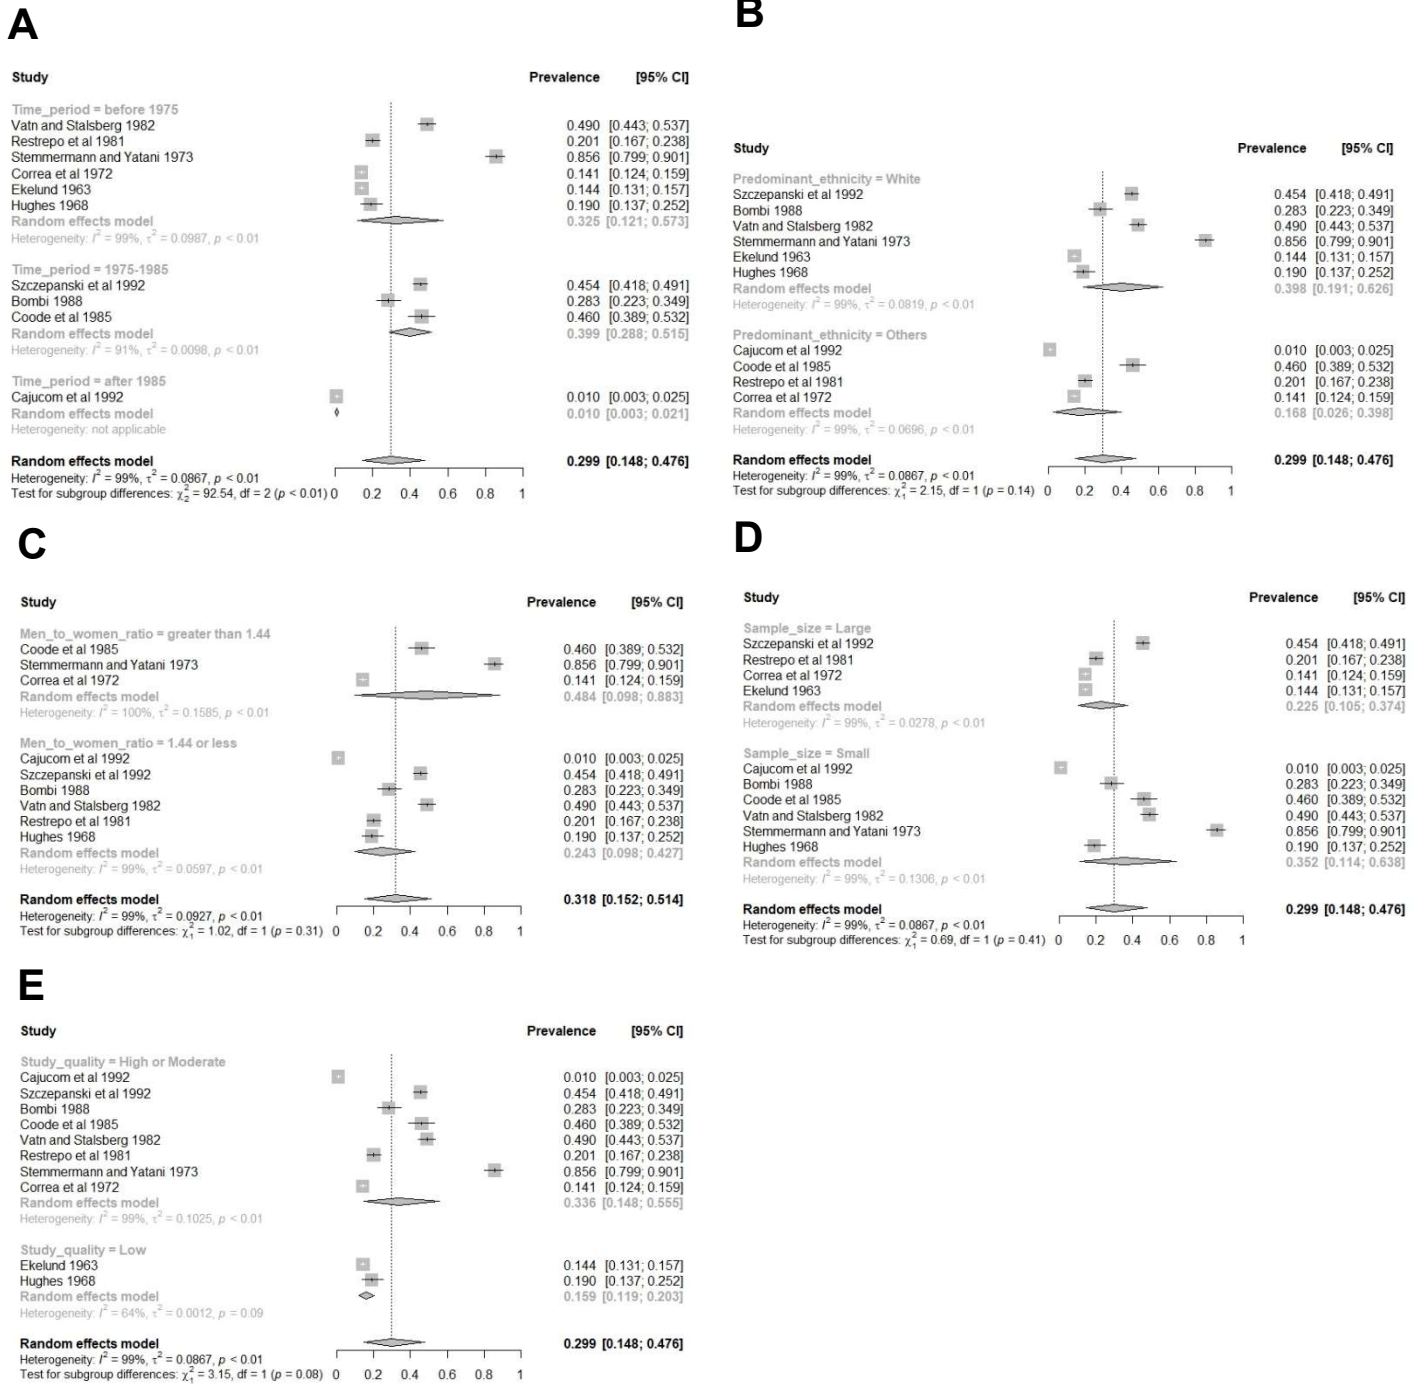 A
Study Prevalence [95% CI]
Time_period = before 1975
Vatn and Stalsberg 1982 0.490 [0.443; 0.537]
Restrepo et al 1981 0.201 [0.167; 0.238]
Stemmermann and Yatani 1973 0.856 [0.799; 0.901]
Correa et al 1972 0.141 [0.124; 0.159]
Ekelund 1963 0.144 [0.131; 0.157]
Hughes 1968 0.190 [0.137; 0.252]
Random effects model 0.325 [0.121; 0.573]
Heterogeneity: I² = 99%, τ² = 0.0987, p < 0.01
Time_period = 1975-1985
Szczepanski et al 1992 0.454 [0.418; 0.491]
Bombi 1988 0.283 [0.223; 0.349]
Coode et al 1985 0.460 [0.389; 0.532]
Random effects model 0.399 [0.288; 0.515]
Heterogeneity: I² = 91%, τ² = 0.0098, p < 0.01
Time_period = after 1985
Cajucom et al 1992 0.010 [0.003; 0.025]
Random effects model 0.010 [0.003; 0.021]
Heterogeneity: not applicable
Random effects model 0.299 [0.148; 0.476]
Heterogeneity: I² = 99%, τ² = 0.0867, p < 0.01
Test for subgroup differences: χ²₂ = 92.54, df = 2 (p < 0.01) 0 0.2 0.4 0.6 0.8 1
B
Study Prevalence [95% CI]
Predominant_ethnicity = White
Szczepanski et al 1992 0.454 [0.418; 0.491]
Bombi 1988 0.283 [0.223; 0.349]
Vatn and Stalsberg 1982 0.490 [0.443; 0.537]
Stemmermann and Yatani 1973 0.856 [0.799; 0.901]
Ekelund 1963 0.144 [0.131; 0.157]
Hughes 1968 0.190 [0.137; 0.252]
Random effects model 0.398 [0.191; 0.626]
Heterogeneity: I² = 99%, τ² = 0.0819, p < 0.01
Predominant_ethnicity = Others
Cajucom et al 1992 0.010 [0.003; 0.025]
Coode et al 1985 0.460 [0.389; 0.532]
Restrepo et al 1981 0.201 [0.167; 0.238]
Correa et al 1972 0.141 [0.124; 0.159]
Random effects model 0.168 [0.026; 0.398]
Heterogeneity: I² = 99%, τ² = 0.0696, p < 0.01
Random effects model 0.299 [0.148; 0.476]
Heterogeneity: I² = 99%, τ² = 0.0867, p < 0.01
Test for subgroup differences: χ²₁ = 2.15, df = 1 (p = 0.14) 0 0.2 0.4 0.6 0.8 1
C
Study Prevalence [95% CI]
Men_to_women_ratio = greater than 1.44
Coode et al 1985 0.460 [0.389; 0.532]
Stemmermann and Yatani 1973 0.856 [0.799; 0.901]
Correa et al 1972 0.141 [0.124; 0.159]
Random effects model 0.484 [0.098; 0.883]
Heterogeneity: I² = 100%, τ² = 0.1585, p < 0.01
Men_to_women_ratio = 1.44 or less
Cajucom et al 1992 0.010 [0.003; 0.025]
Szczepanski et al 1992 0.454 [0.418; 0.491]
Bombi 1988 0.283 [0.223; 0.349]
Vatn and Stalsberg 1982 0.490 [0.443; 0.537]
Restrepo et al 1981 0.201 [0.167; 0.238]
Hughes 1968 0.190 [0.137; 0.252]
Random effects model 0.243 [0.098; 0.427]
Heterogeneity: I² = 99%, τ² = 0.0597, p < 0.01
Random effects model 0.318 [0.152; 0.514]
Heterogeneity: I² = 99%, τ² = 0.0927, p < 0.01
Test for subgroup differences: χ²₁ = 1.02, df = 1 (p = 0.31) 0 0.2 0.4 0.6 0.8 1
D
Study Prevalence [95% CI]
Sample_size = Large
Szczepanski et al 1992 0.454 [0.418; 0.491]
Restrepo et al 1981 0.201 [0.167; 0.238]
Correa et al 1972 0.141 [0.124; 0.159]
Ekelund 1963 0.144 [0.131; 0.157]
Random effects model 0.225 [0.105; 0.374]
Heterogeneity: I² = 99%, τ² = 0.0278, p < 0.01
Sample_size = Small
Cajucom et al 1992 0.010 [0.003; 0.025]
Bombi 1988 0.283 [0.223; 0.349]
Coode et al 1985 0.460 [0.389; 0.532]
Vatn and Stalsberg 1982 0.490 [0.443; 0.537]
Stemmermann and Yatani 1973 0.856 [0.799; 0.901]
Hughes 1968 0.190 [0.137; 0.252]
Random effects model 0.352 [0.114; 0.638]
Heterogeneity: I² = 99%, τ² = 0.1306, p < 0.01
Random effects model 0.299 [0.148; 0.476]
Heterogeneity: I² = 99%, τ² = 0.0867, p < 0.01
Test for subgroup differences: χ²₁ = 0.69, df = 1 (p = 0.41) 0 0.2 0.4 0.6 0.8 1
E
Study Prevalence [95% CI]
Study_quality = High or Moderate
Cajucom et al 1992 0.010 [0.003; 0.025]
Szczepanski et al 1992 0.454 [0.418; 0.491]
Bombi 1988 0.283 [0.223; 0.349]
Coode et al 1985 0.460 [0.389; 0.532]
Vatn and Stalsberg 1982 0.490 [0.443; 0.537]
Restrepo et al 1981 0.201 [0.167; 0.238]
Stemmermann and Yatani 1973 0.856 [0.799; 0.901]
Correa et al 1972 0.141 [0.124; 0.159]
Random effects model 0.336 [0.148; 0.555]
Heterogeneity: I² = 99%, τ² = 0.1025, p < 0.01
Study_quality = Low
Ekelund 1963 0.144 [0.131; 0.157]
Hughes 1968 0.190 [0.137; 0.252]
Random effects model 0.159 [0.119; 0.203]
Heterogeneity: I² = 64%, τ² = 0.0012, p = 0.09
Random effects model 0.299 [0.148; 0.476]
Heterogeneity: I² = 99%, τ² = 0.0867, p < 0.01
Test for subgroup differences: χ²₁ = 3.15, df = 1 (p = 0.08) 0 0.2 0.4 0.6 0.8 1